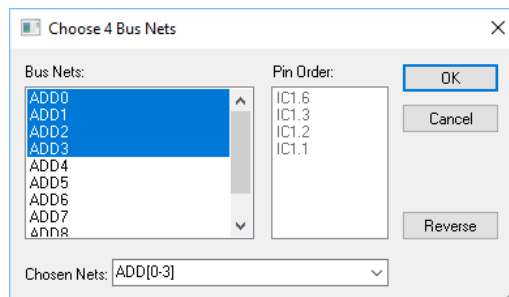 Choose 4 Bus Nets
Bus Nets:
ADD0
ADD1
ADD2
ADD3
ADD4
ADD5
ADD6
ADD7
ADD8
Pin Order:
IC1.6
IC1.3
IC1.2
IC1.1
OK
Cancel
Reverse
Chosen Nets: ADD[0-3]